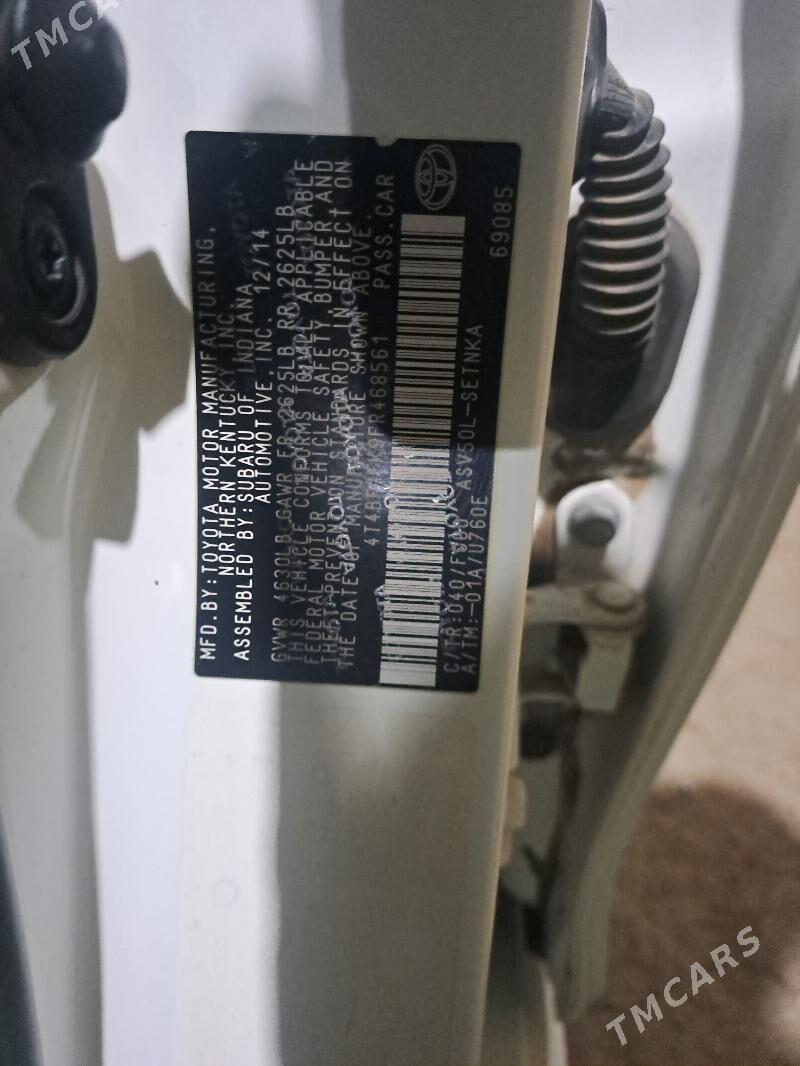 TMCARS
MFD.BY:TOYOTA MOTOR MANUFACTURING,
NORTHERN KENTUCKY, INC.
ASSEMBLED BY:SUBARU OF INDIANA
AUTOMOTIVE INC. 12/14
GVWR 4630LB GAWR FR 2625LB RR 2625LB
THIS VEHICLE CONFORMS TO ALL APPLICABLE
FEDERAL MOTOR VEHICLE SAFETY, BUMPER AND
THEFT PREVENTION STANDARDS IN EFFECT ON
THE DATE OF MANUFACTURE SHOWN ABOVE.
PASS.CAR
C/TR:040/ ASV50L-SETNKA
A/TM:-01A/U760E
69085
TMCARS